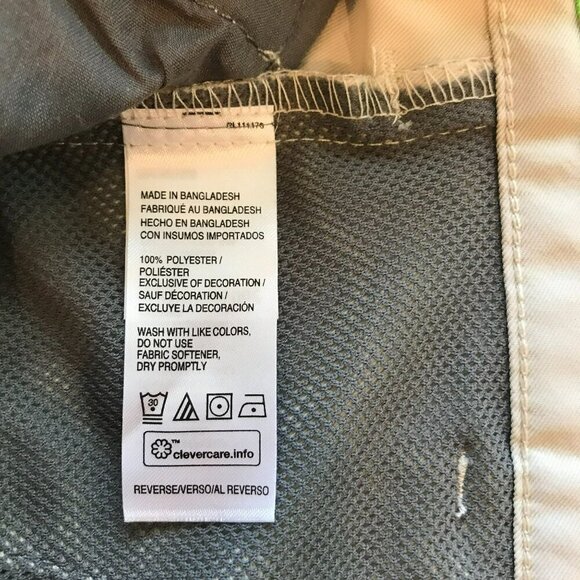 RL111176
MADE IN BANGLADESH
FABRIQUÉ AU BANGLADESH
HECHO EN BANGLADESH
CON INSUMOS IMPORTADOS
100% POLYESTER /
POLIÉSTER
EXCLUSIVE OF DECORATION /
SAUF DÉCORATION /
EXCLUYE LA DECORACIÓN
WASH WITH LIKE COLORS,
DO NOT USE
FABRIC SOFTENER,
DRY PROMPTLY
30
™
clevercare.info
REVERSE/VERSO/AL REVERSO